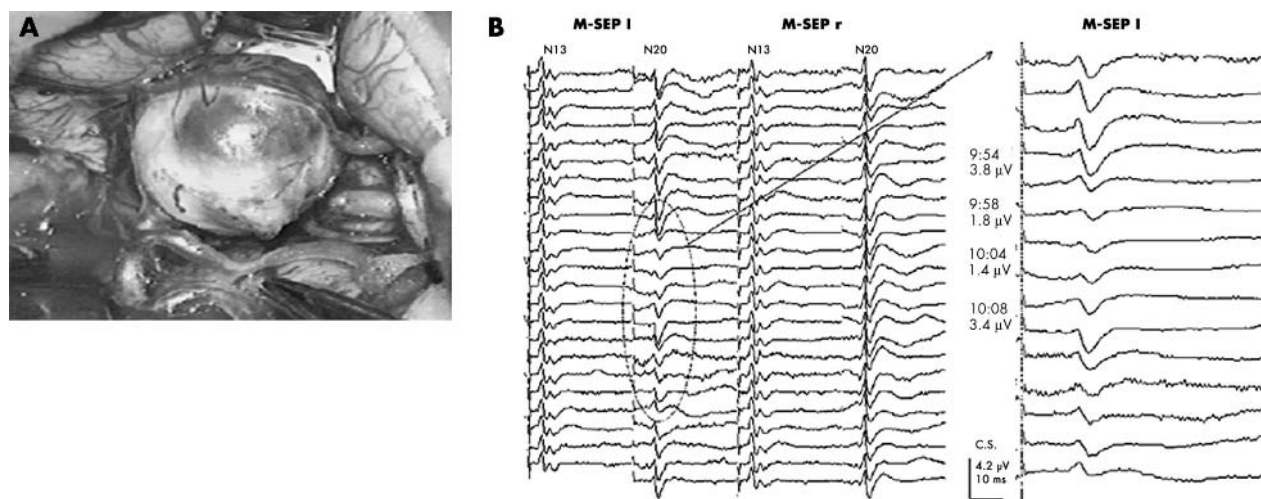 A
B
M-SEP l
M-SEP r
M-SEP l
N13
N20
N13
N20
9:54
3.8 µV
9:58
1.8 µV
10:04
1.4 µV
10:08
3.4 µV
C.S.
4.2 µV
10 ms